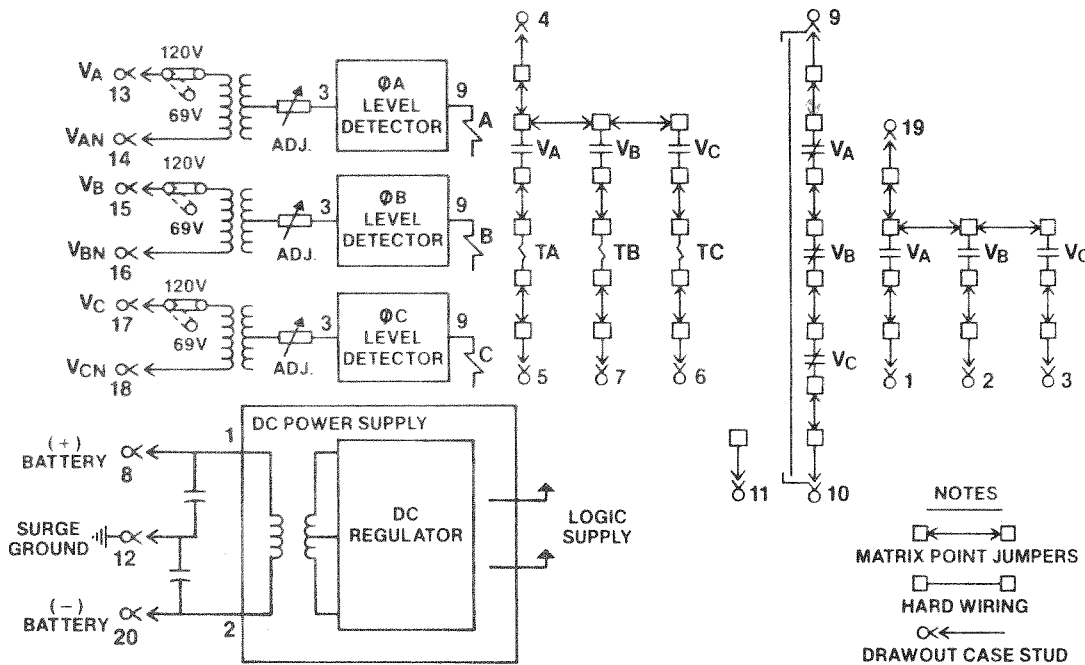 4
9
120V
VA
13
69V
3
ØA
LEVEL
DETECTOR
9
A
VAN
14
ADJ.
VA
VB
VC
VA
19
120V
VB
15
69V
3
ØB
LEVEL
DETECTOR
9
B
VBN
16
ADJ.
TA
TB
TC
VB
VA
VB
VC
120V
VC
17
69V
3
ØC
LEVEL
DETECTOR
9
C
VCN
18
ADJ.
5
7
6
VC
1
2
3
(+)
BATTERY
8
1
DC POWER SUPPLY
SURGE
GROUND
12
DC
REGULATOR
LOGIC
SUPPLY
(−)
BATTERY
20
2
11
10
NOTES
MATRIX POINT JUMPERS
HARD WIRING
DRAWOUT CASE STUD